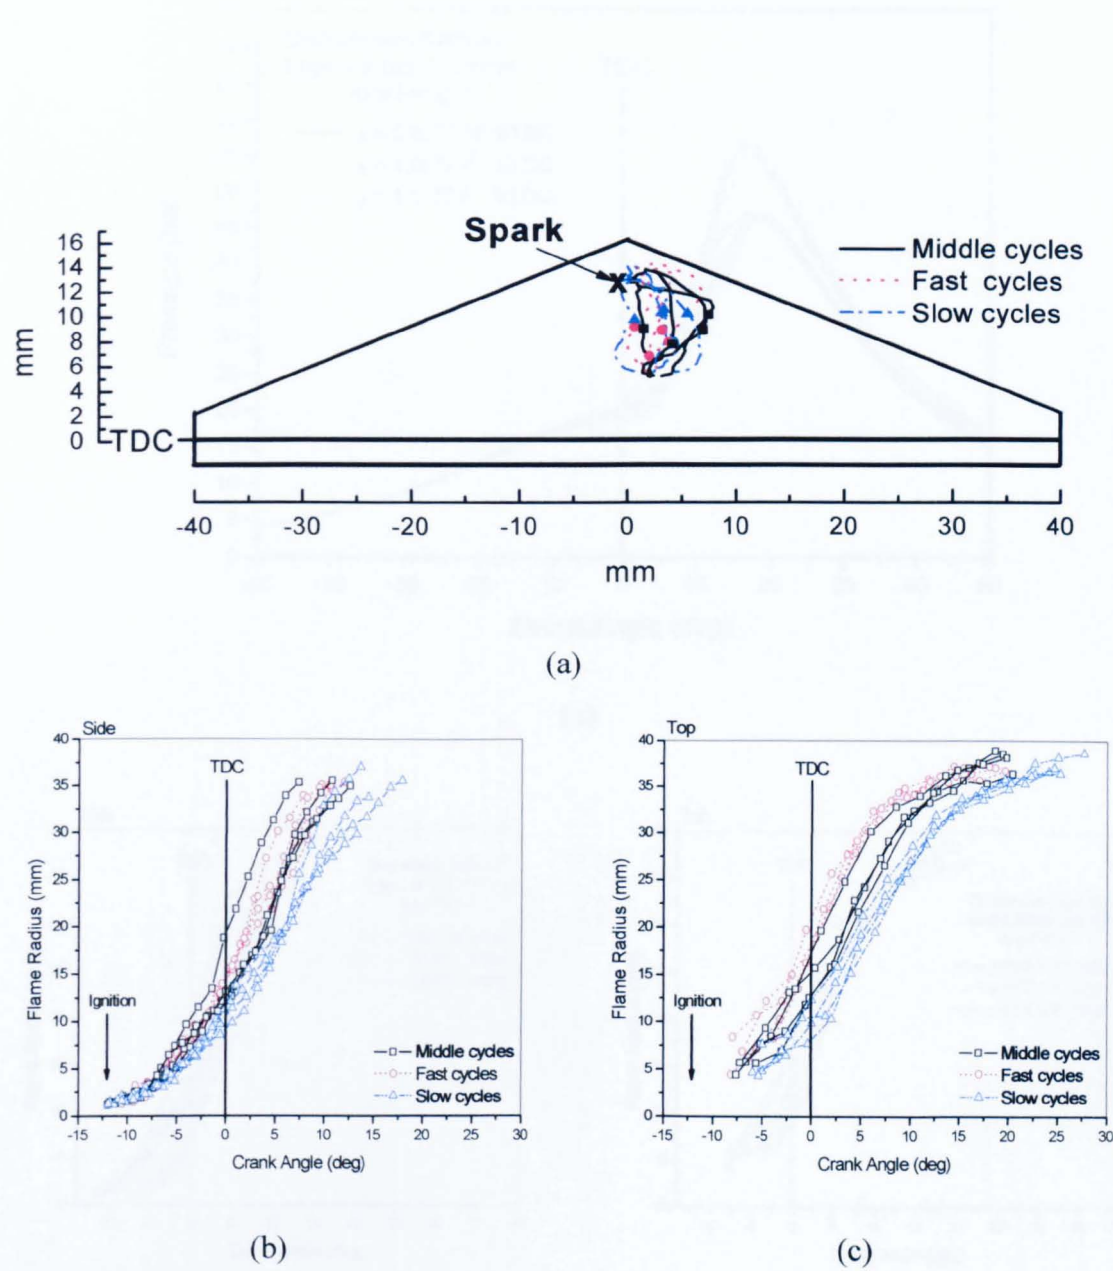 Spark
Middle cycles
Fast cycles
Slow cycles
16
14
12
10
8
6
4
2
0
mm
TDC
-40 -30 -20 -10 0 10 20 30 40
mm
(a)
Side
40
35
30
25
20
15
10
5
0
Flame Radius (mm)
TDC
Ignition
Middle cycles
Fast cycles
Slow cycles
-15 -10 -5 0 5 10 15 20 25 30
Crank Angle (deg)
(b)
Top
40
35
30
25
20
15
10
5
0
Flame Radius (mm)
TDC
Ignition
Middle cycles
Fast cycles
Slow cycles
-15 -10 -5 0 5 10 15 20 25 30
Crank Angle (deg)
(c)